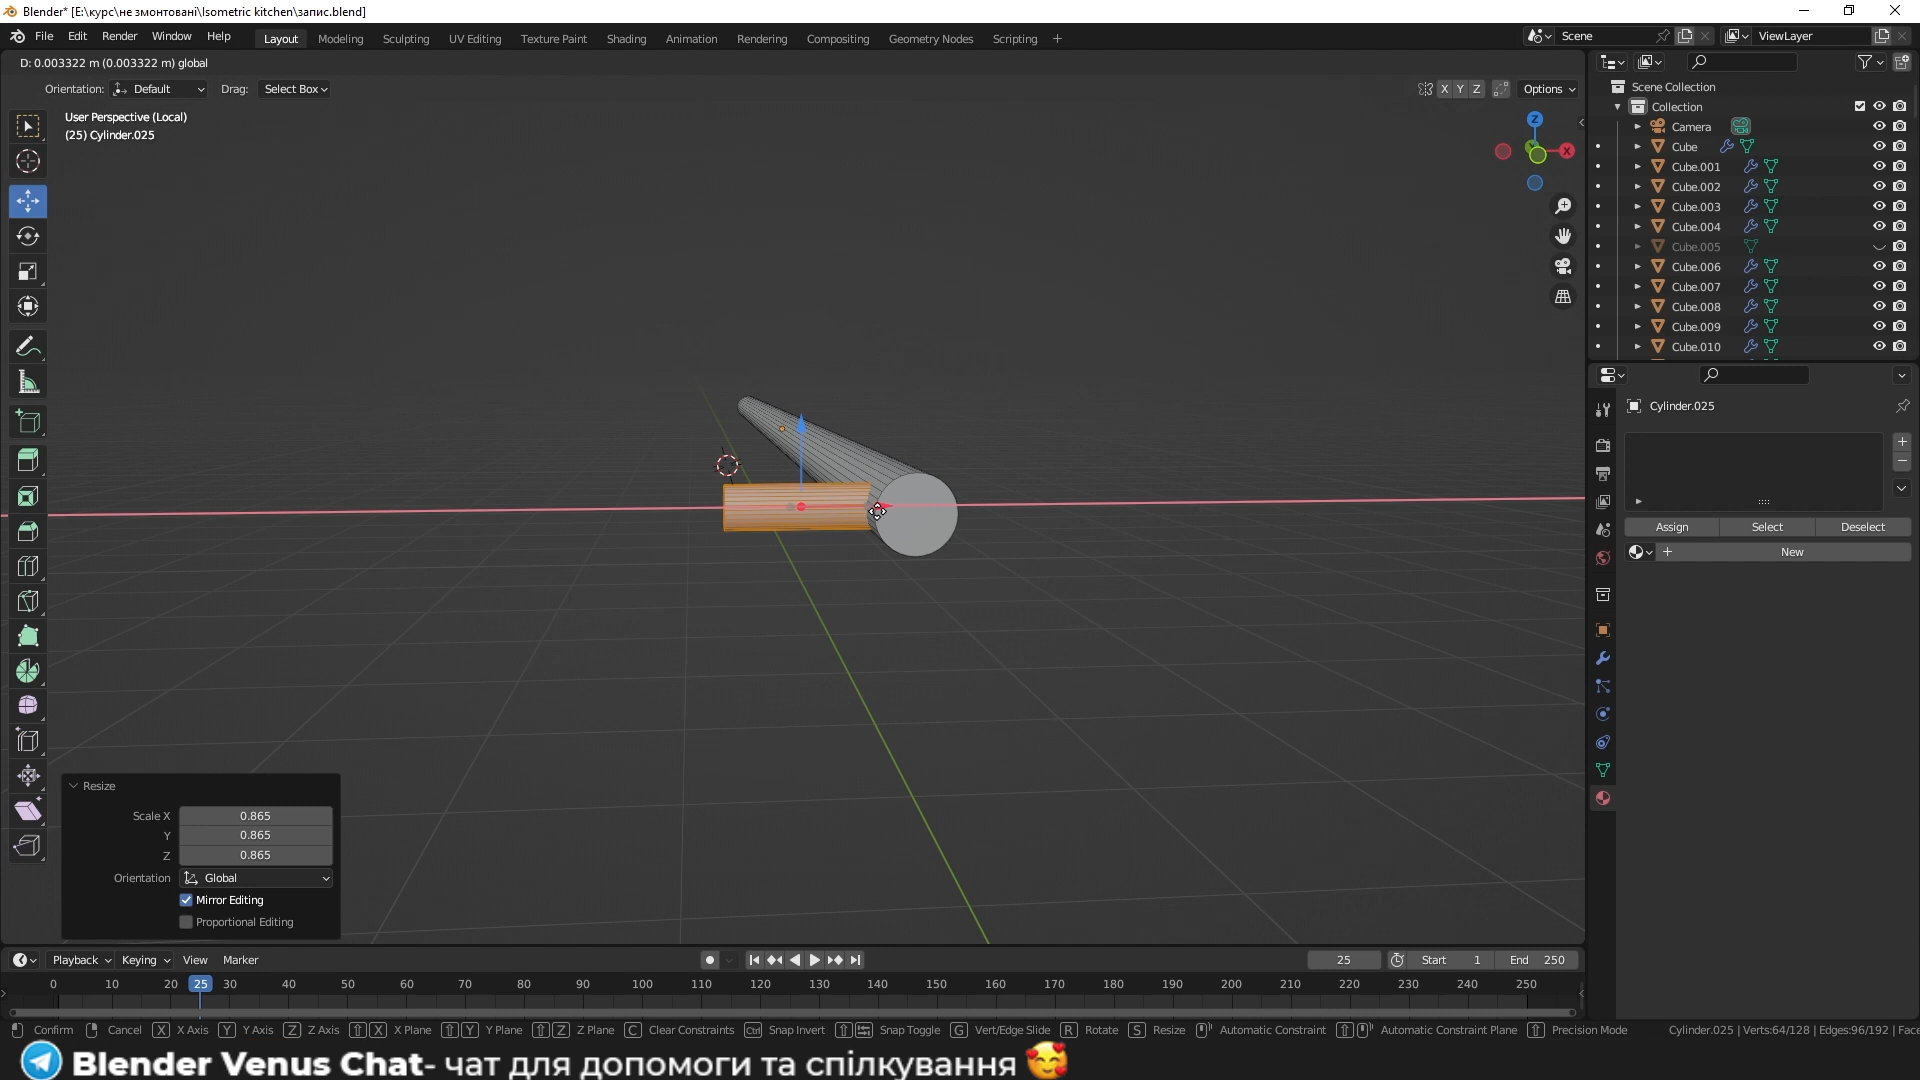 Blender* [E:\курс\не змонтовані\Isometric kitchen\запис.blend]
File Edit Render Window Help Layout Modeling Sculpting UV Editing Texture Paint Shading Animation Rendering Compositing Geometry Nodes Scripting + Scene ViewLayer
D: 0.003322 m (0.003322 m) global
Orientation: Default Drag: Select Box X Y Z Options
User Perspective (Local)
(25) Cylinder.025
Z
X
Scene Collection
Collection
Camera
Cube
Cube.001
Cube.002
Cube.003
Cube.004
Cube.005
Cube.006
Cube.007
Cube.008
Cube.009
Cube.010
Cylinder.025
Assign Select Deselect
New
Resize
Scale X 0.865
Y 0.865
Z 0.865
Orientation Global
Mirror Editing
Proportional Editing
Playback Keying View Marker 25 Start 1 End 250
0 10 20 25 30 40 50 60 70 80 90 100 110 120 130 140 150 160 170 180 190 200 210 220 230 240 250
Confirm Cancel X X Axis Y Y Axis Z Z Axis X X Plane Y Y Plane Z Z Plane C Clear Constraints Ctrl Snap Invert Snap Toggle G Vert/Edge Slide R Rotate S Resize Automatic Constraint Automatic Constraint Plane Precision Mode Cylinder.025 | Verts:64/128 | Edges:96/192 | Face
Blender Venus Chat- чат для допомоги та спілкування 🥰